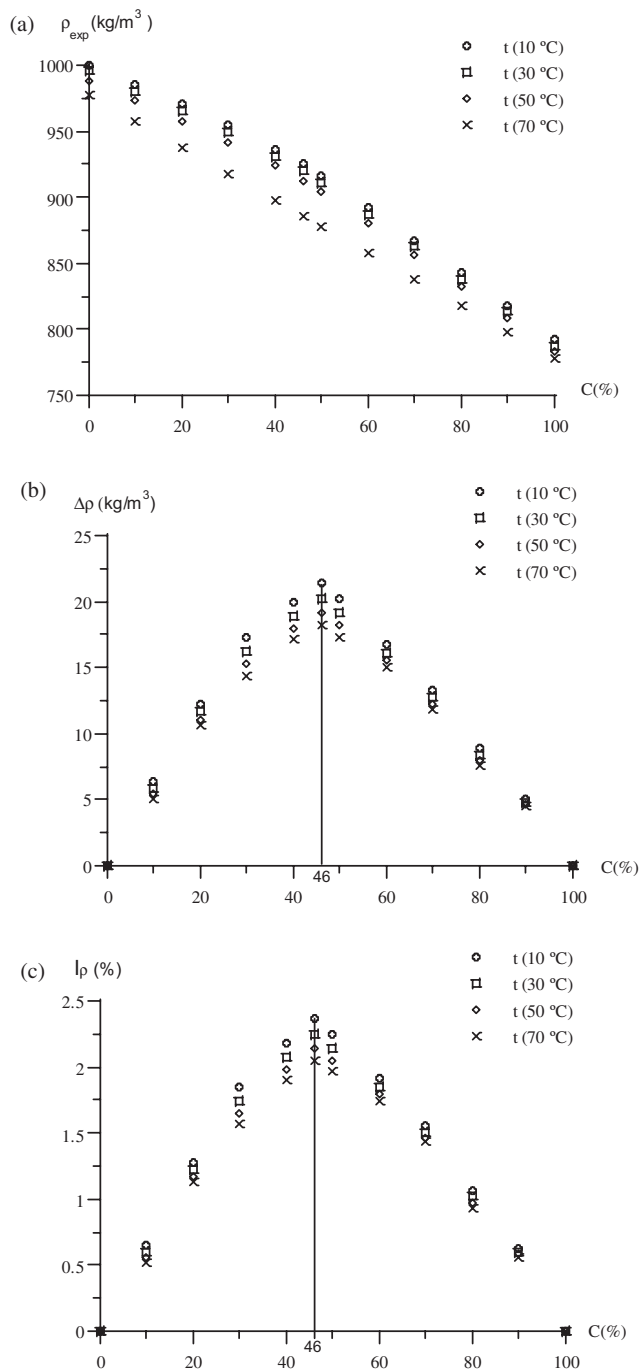 (a) ρexp (kg/m³)
t (10 ºC)
t (30 ºC)
t (50 ºC)
t (70 ºC)
1000
950
900
850
800
750
C(%)
0 20 40 60 80 100
(b) Δρ (kg/m³)
t (10 ºC)
t (30 ºC)
t (50 ºC)
t (70 ºC)
25
20
15
10
5
0
C(%)
46
0 20 40 60 80 100
(c) Iρ (%)
t (10 ºC)
t (30 ºC)
t (50 ºC)
t (70 ºC)
2.5
2
1.5
1
0.5
0
C(%)
46
0 20 40 60 80 100